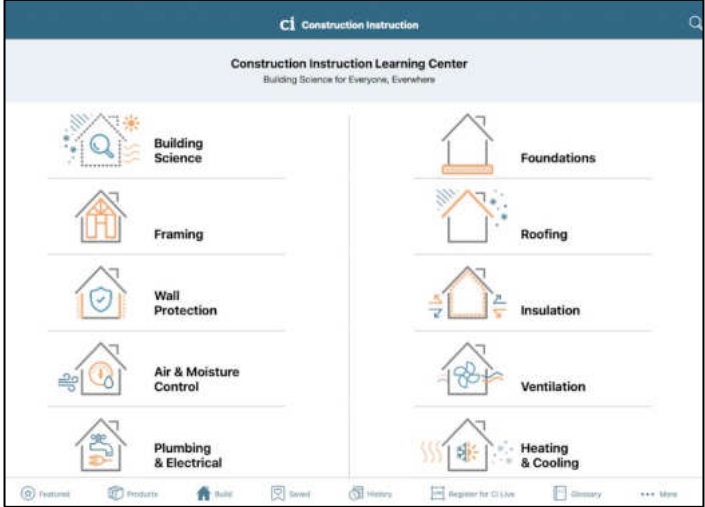 ci Construction Instruction
Construction Instruction Learning Center
Building Science for Everyone, Everwhere
Building
Science
Foundations
Framing
Roofing
Wall
Protection
Insulation
Air & Moisture
Control
Ventilation
Plumbing
& Electrical
Heating
& Cooling
Featured
Products
Build
Saved
History
Register for CI Live
Glossary
More